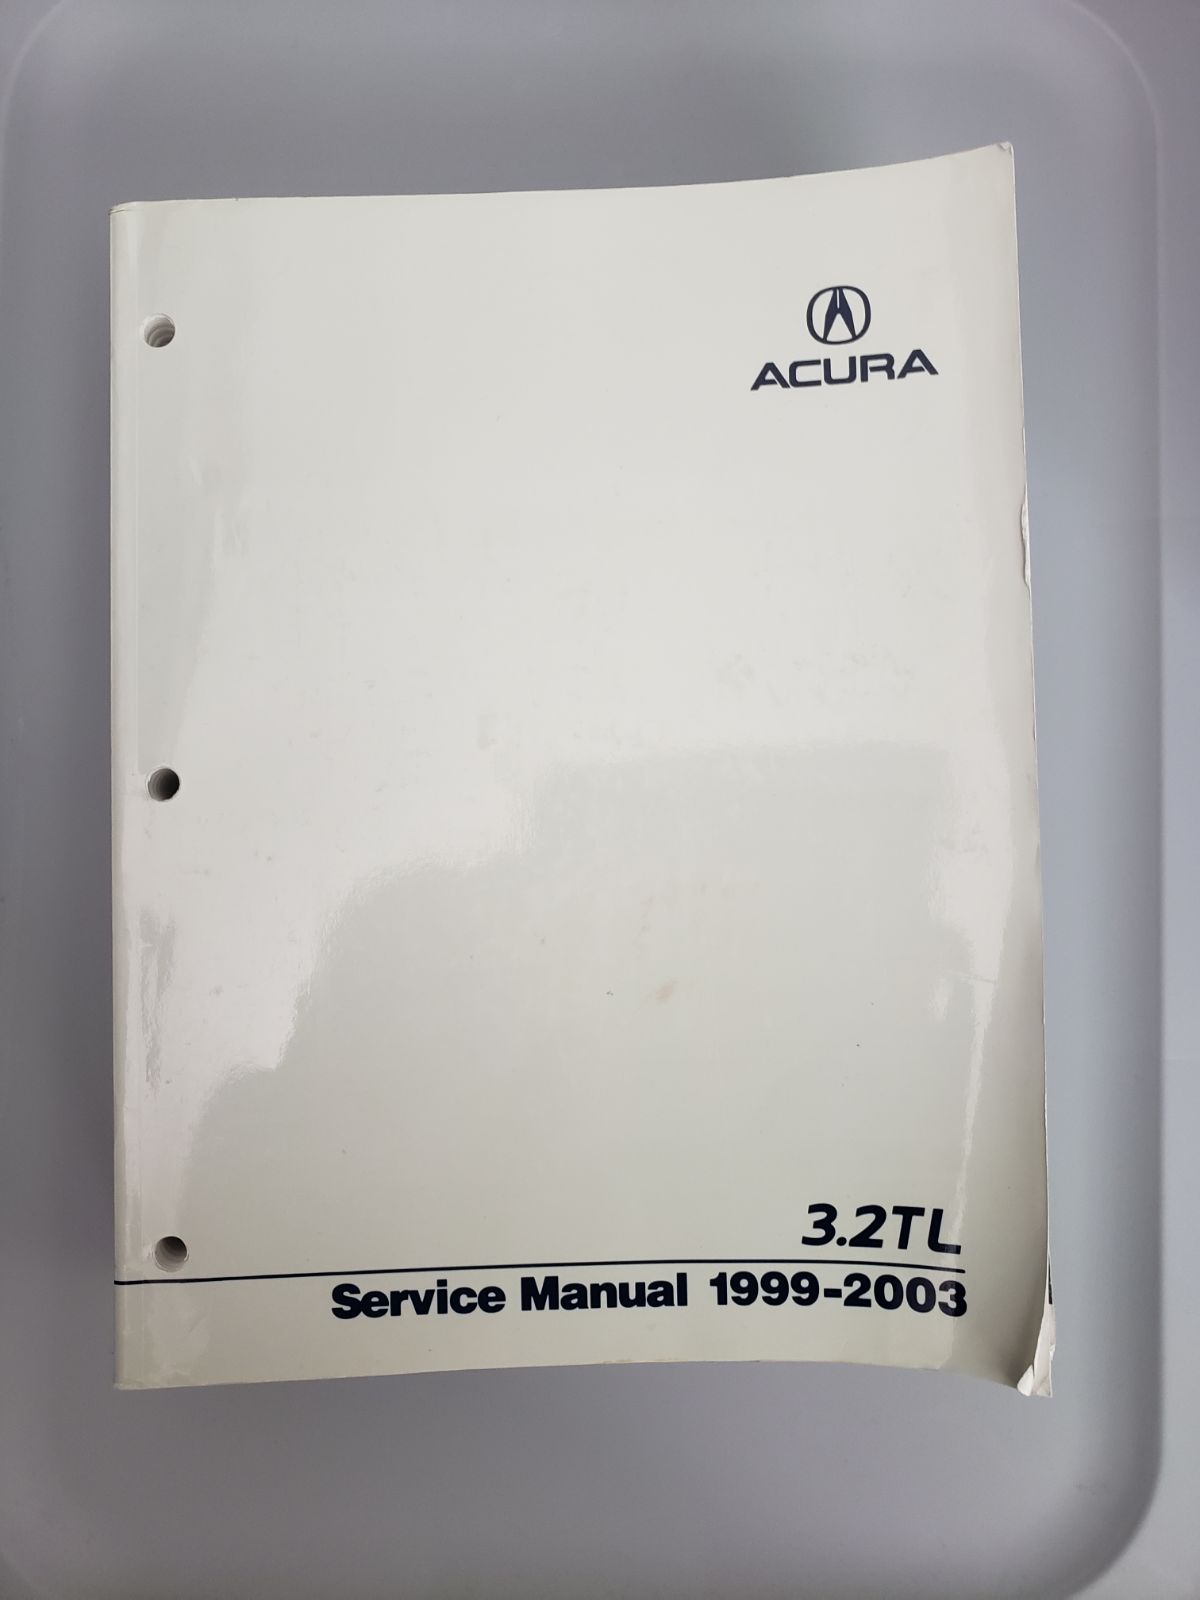 ACURA
3.2TL
Service Manual 1999-2003